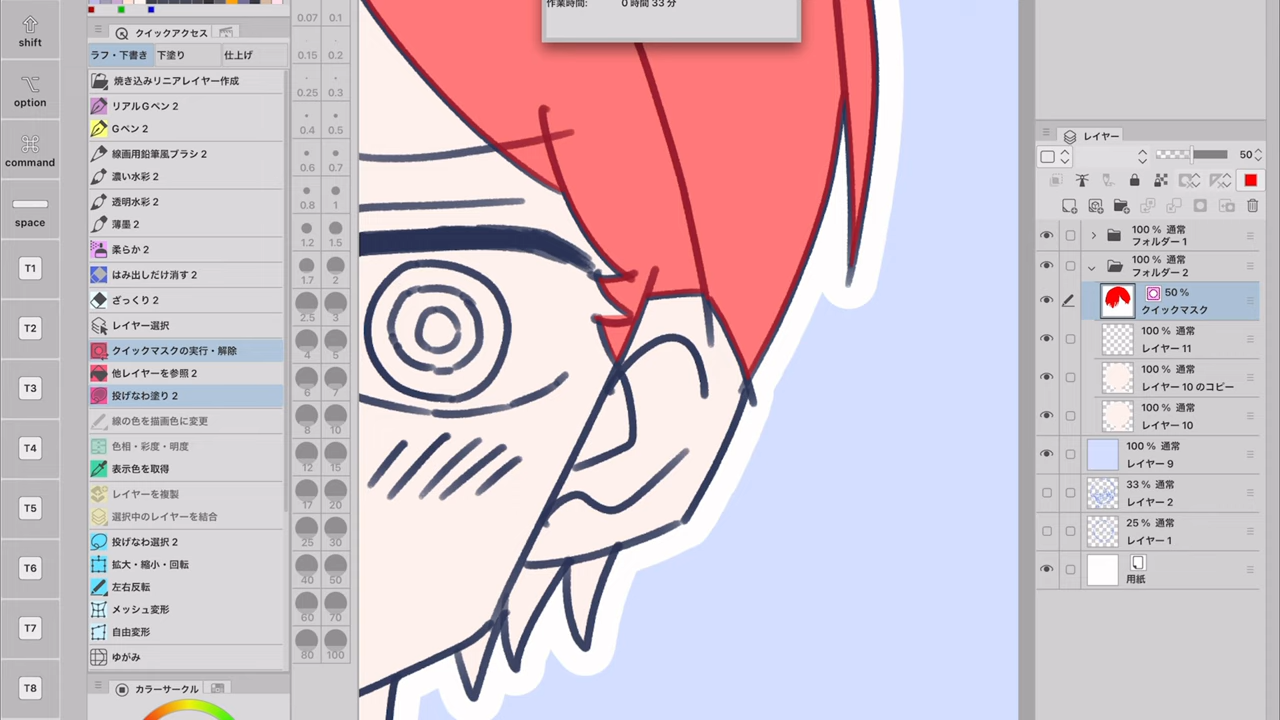 作業時間: 0 時間 33 分
shift
option
command
space
T1
T2
T3
T4
T5
T6
T7
T8
クイックアクセス
ラフ・下書き 下塗り 仕上げ
焼き込みリニアレイヤー作成
リアルGペン 2
Gペン 2
線画用鉛筆風ブラシ 2
濃い水彩 2
透明水彩 2
薄墨 2
柔らか 2
はみ出しだけ消す 2
ざっくり 2
レイヤー選択
クイックマスクの実行・解除
他レイヤーを参照 2
投げなわ塗り 2
線の色を描画色に変更
色相・彩度・明度
表示色を取得
レイヤーを複製
選択中のレイヤーを結合
投げなわ選択 2
拡大・縮小・回転
左右反転
メッシュ変形
自由変形
ゆがみ
カラーサークル
0.07 0.1
0.15 0.2
0.25 0.3
0.4 0.5
0.6 0.7
0.8 1
1.2 1.5
1.7 2
2.5 3
4 5
6 7
8 10
12 15
17 20
25 30
40 50
60 70
80 100
レイヤー
50
100 % 通常
フォルダー 1
100 % 通常
フォルダー 2
50 %
クイックマスク
100 % 通常
レイヤー 11
100 % 通常
レイヤー 10 のコピー
100 % 通常
レイヤー 10
100 % 通常
レイヤー 9
33 % 通常
レイヤー 2
25 % 通常
レイヤー 1
用紙